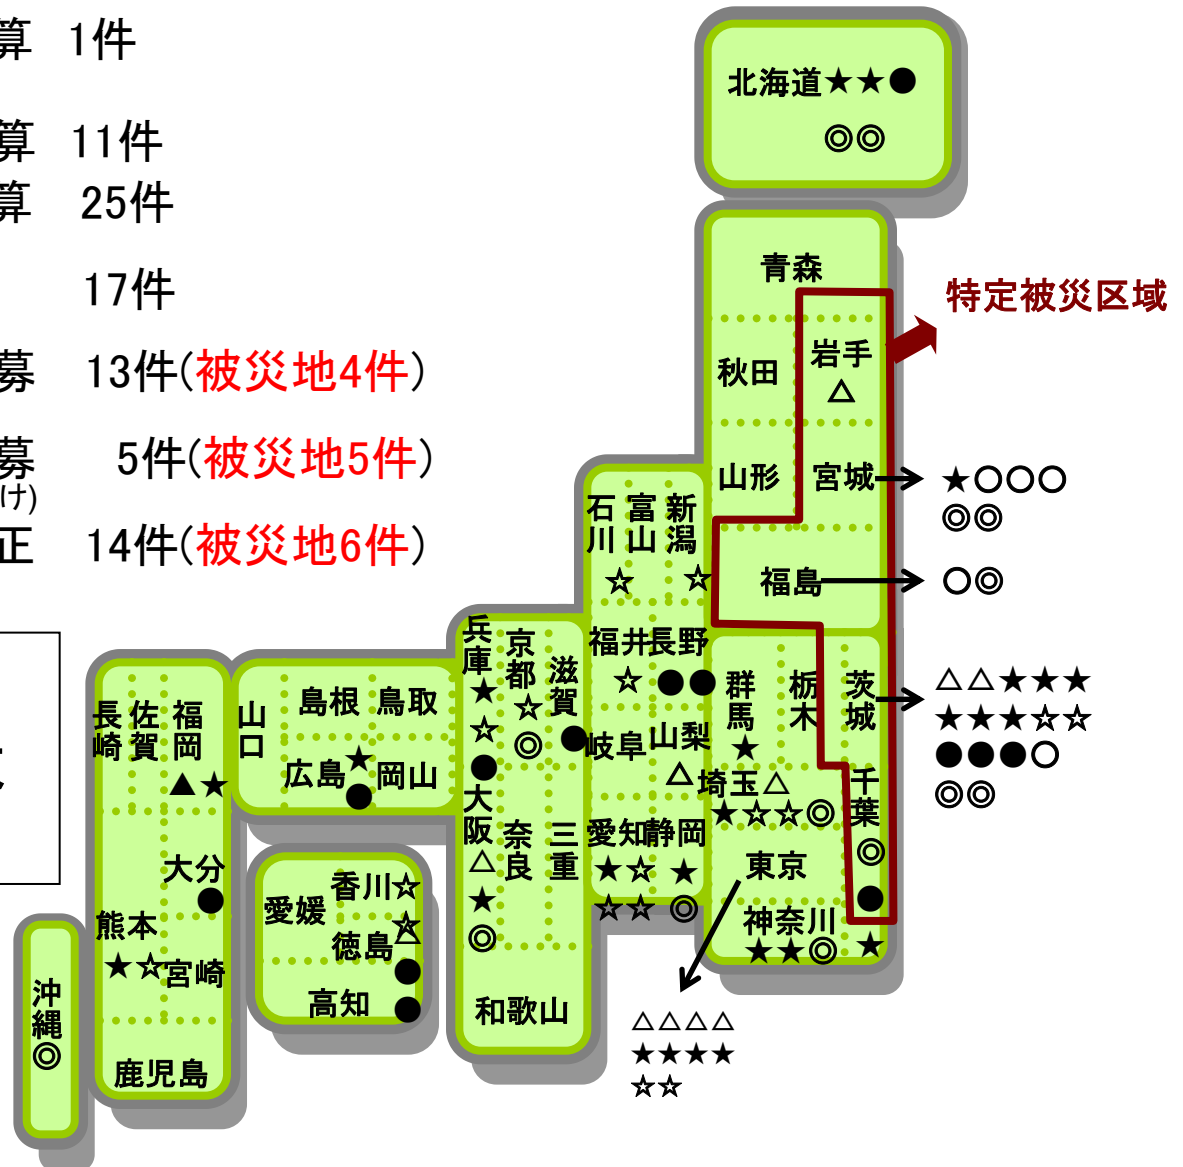 算 1件
算 11件
算 25件
17件
募 13件(被災地4件)
募 5件(被災地5件)
け)
正 14件(被災地6件)
北海道★★●
◎◎
青森
特定被災区域
秋田
岩手
△
山形
宮城
★○○○
◎◎
福島
○◎
石川
☆
富山
新潟
☆
福井
☆
長野
●●
群馬
★
栃木
茨城
△△★★★
★★★☆☆
●●●○
◎◎
岐阜
山梨
△
埼玉△
★☆☆◎
千葉
◎
●
★
愛知
★☆
☆☆
静岡
★
◎
東京
△△△△
★★★★
☆☆
神奈川
★★◎
兵庫
★
☆
●
京都
☆
◎
滋賀
●
大阪
△
★
◎
奈良
三重
和歌山
山口
島根
鳥取
広島
★
●
岡山
香川☆
愛媛
徳島
☆
△
●
高知
●
長崎
佐賀
福岡
▲★
大分
●
熊本
★☆
宮崎
鹿児島
沖縄
◎